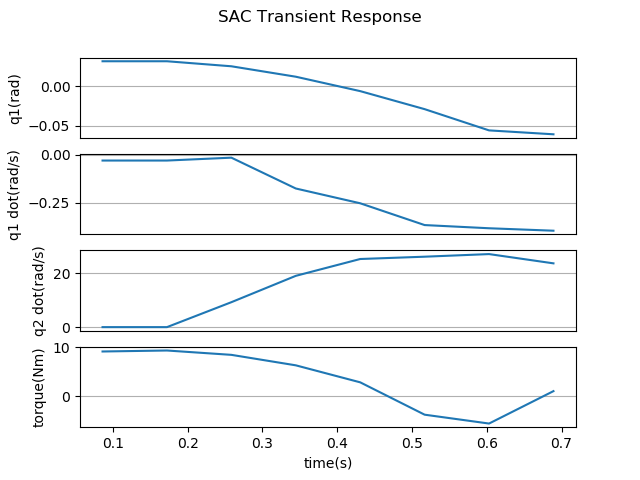 SAC Transient Response
q1(rad)
0.00
−0.05
q1 dot(rad/s)
0.00
−0.25
q2 dot(rad/s)
20
0
torque(Nm)
10
0
0.1 0.2 0.3 0.4 0.5 0.6 0.7
time(s)